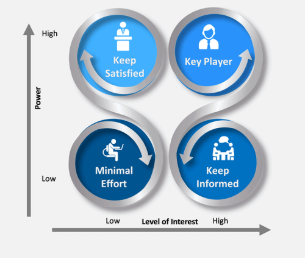 High
Keep
Satisfied
Key Player
Power
Minimal
Effort
Keep
Informed
Low
Low
Level of Interest
High